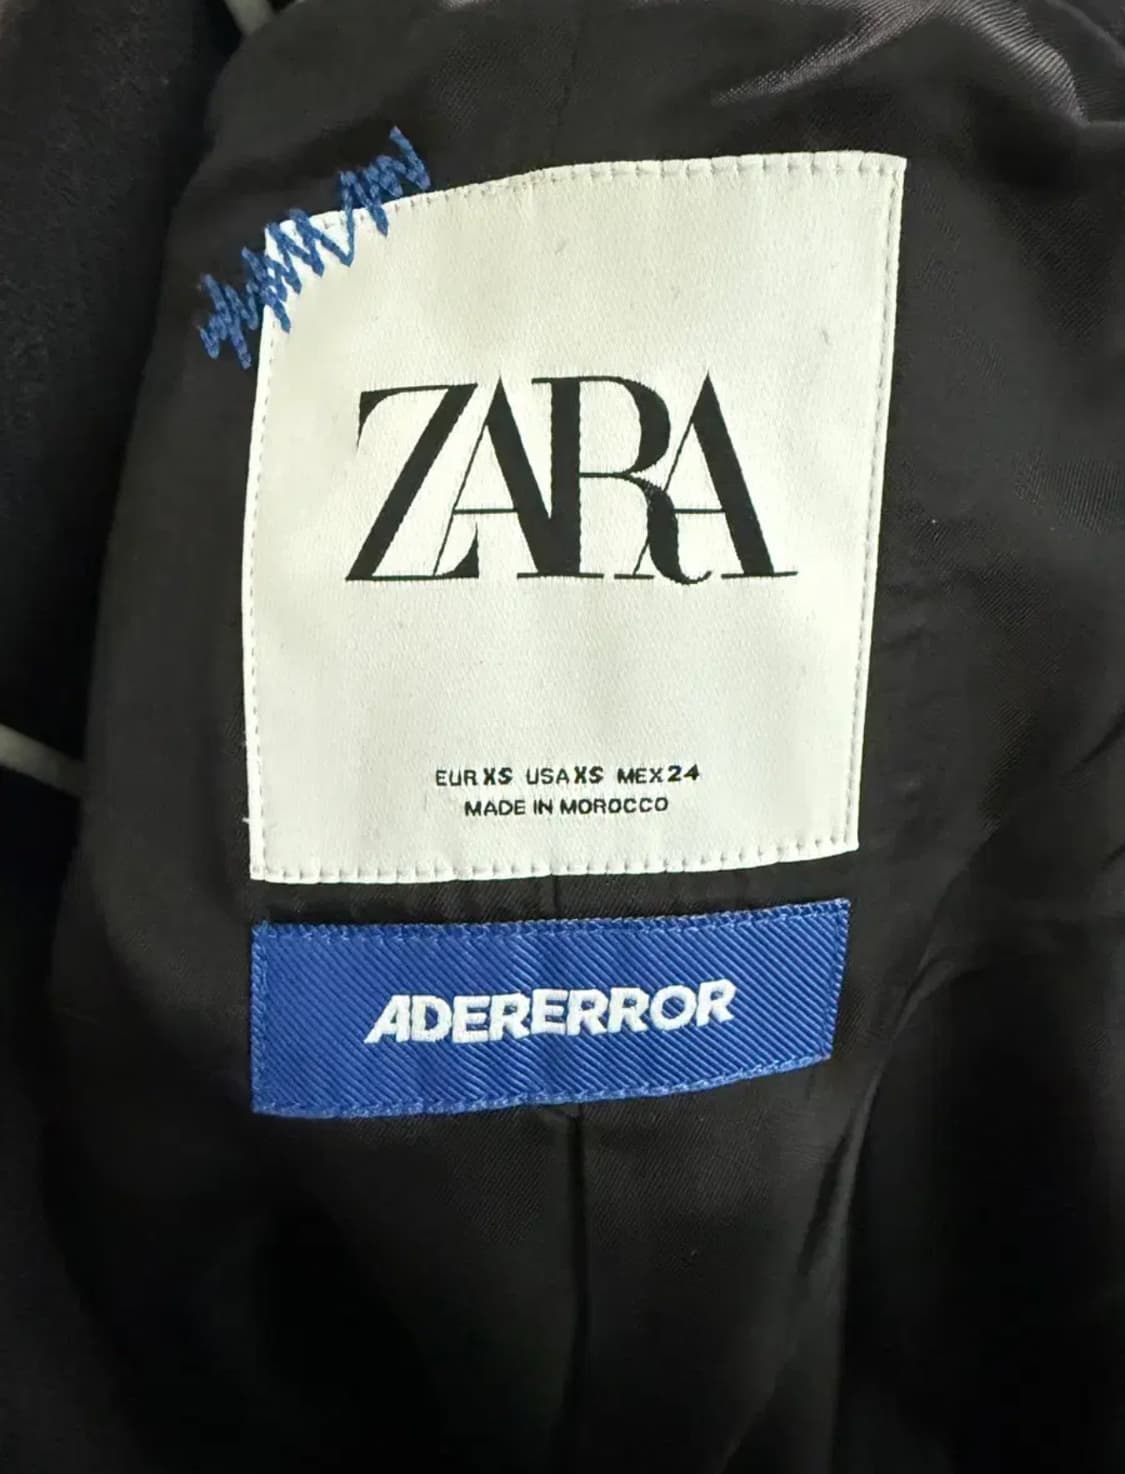 ZARA
EUR XS USA XS MEX 24
MADE IN MOROCCO
ADERERROR